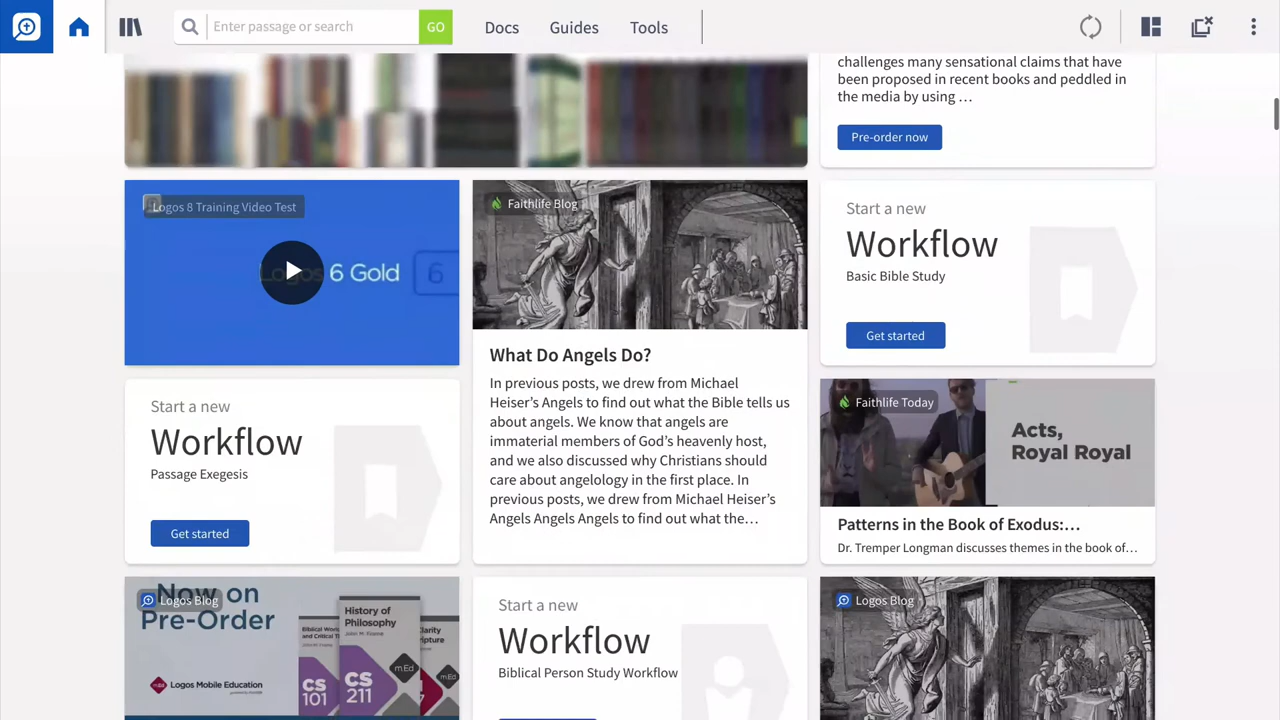 Enter passage or search
GO
Docs
Guides
Tools
challenges many sensational claims that have
been proposed in recent books and peddled in
the media by using …
Pre-order now
Logos 8 Training Video Test
Logos 6 Gold
6
Faithlife Blog
What Do Angels Do?
In previous posts, we drew from Michael
Heiser’s Angels to find out what the Bible tells us
about angels. We know that angels are
immaterial members of God’s heavenly host,
and we also discussed why Christians should
care about angelology in the first place. In
previous posts, we drew from Michael Heiser’s
Angels Angels Angels to find out what the…
Start a new
Workflow
Basic Bible Study
Get started
Start a new
Workflow
Passage Exegesis
Get started
Faithlife Today
Acts,
Royal Royal
Patterns in the Book of Exodus:…
Dr. Tremper Longman discusses themes in the book of…
Logos Blog
Now on
Pre-Order
Logos Mobile Education
History of
Philosophy
mEd
CS
101
CS
211
mEd
Start a new
Workflow
Biblical Person Study Workflow
Logos Blog